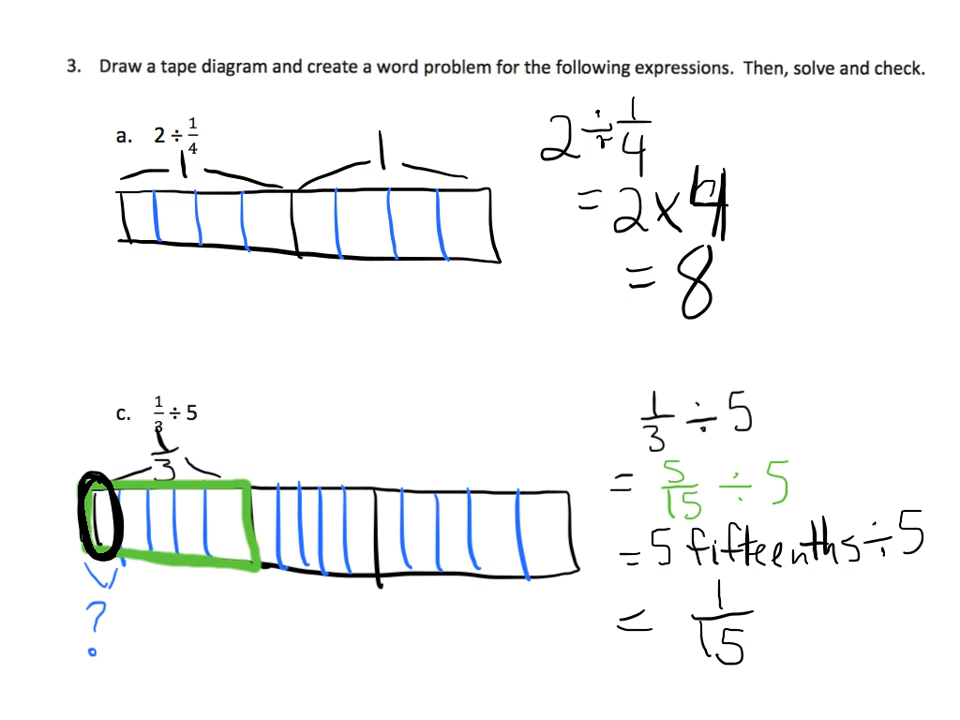 3. Draw a tape diagram and create a word problem for the following expressions. Then, solve and check.
a. 2 ÷ 1/4
1 1
2 ÷ 1/4
= 2 x 4
= 8
c. 1/3 ÷ 5
1/3
?
1/3 ÷ 5
= 5/15 ÷ 5
= 5 fifteenths ÷ 5
= 1/15